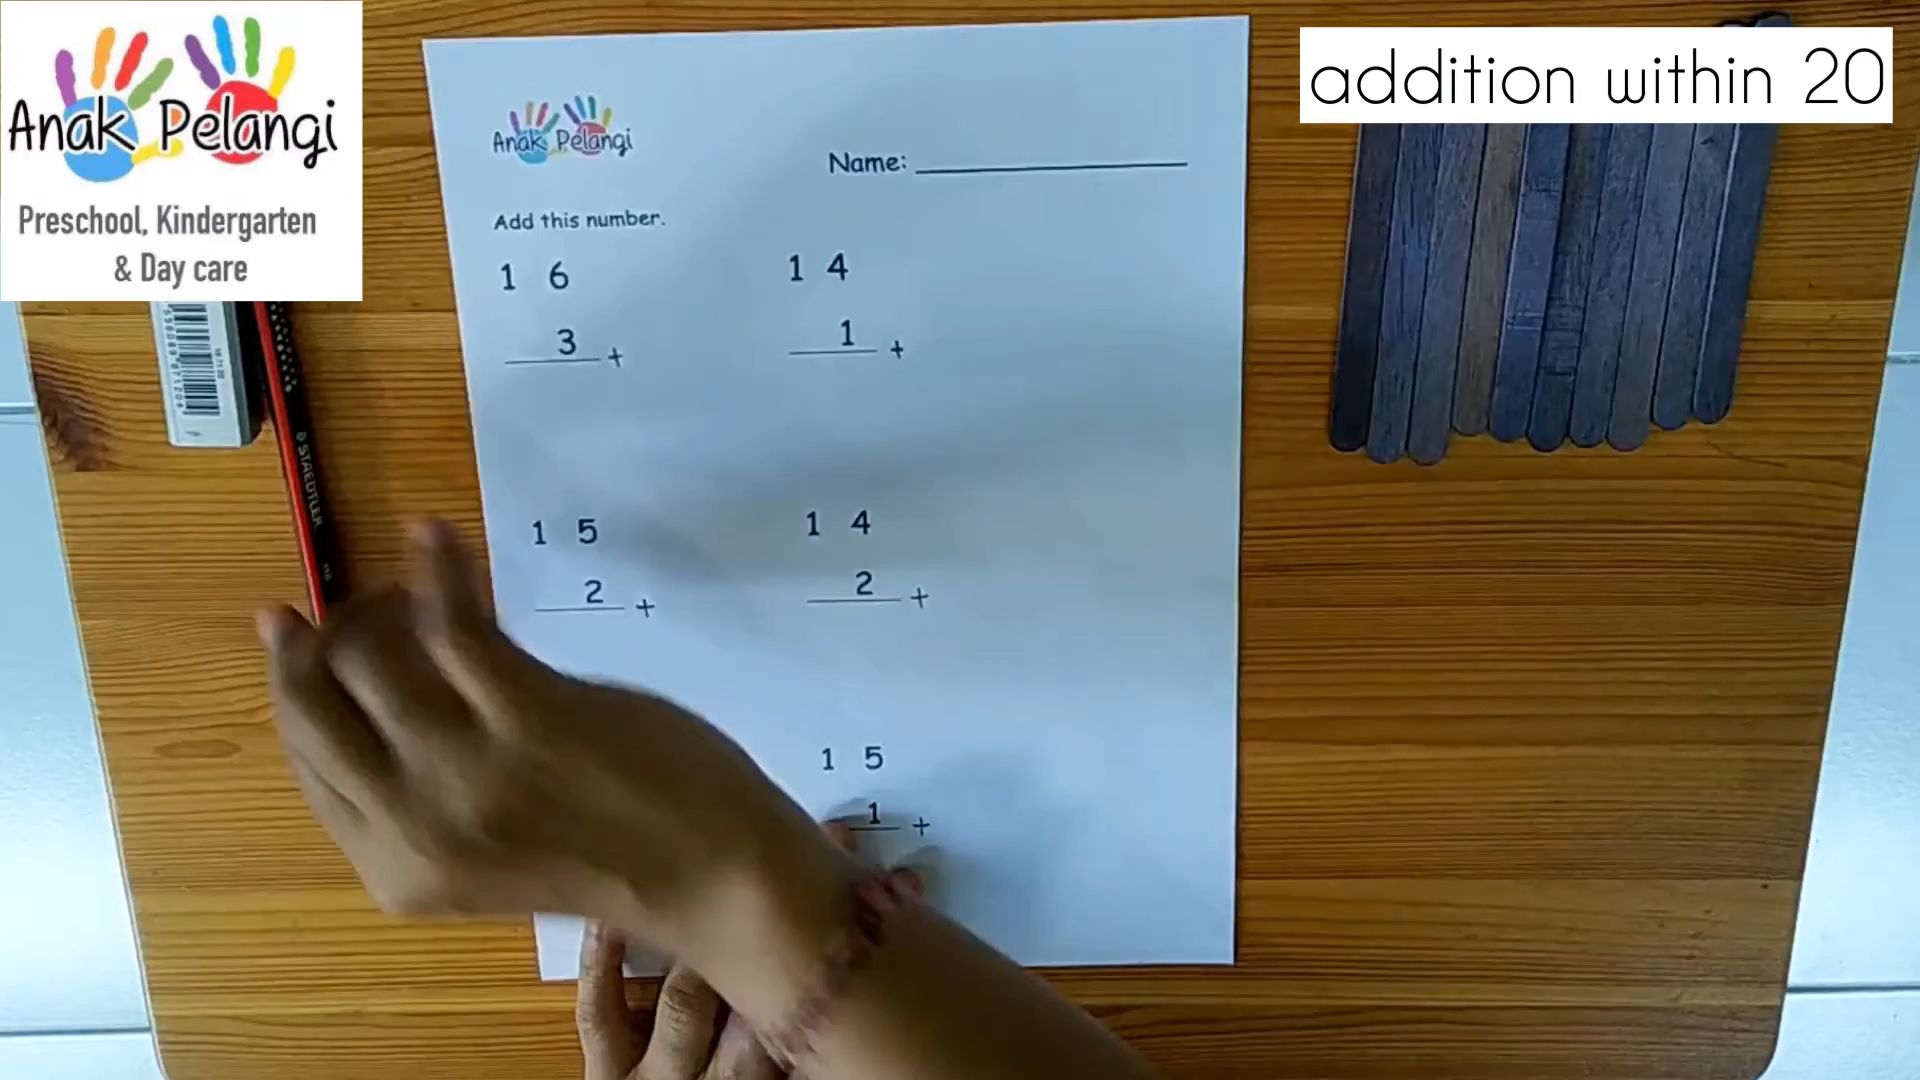 Anak Pelangi
Preschool, Kindergarten
& Day care
addition within 20
Anak Pelangi
Name:
Add this number.
1 6
3 +
1 4
1 +
1 5
2 +
1 4
2 +
1 5
1 +
STAEDTLER